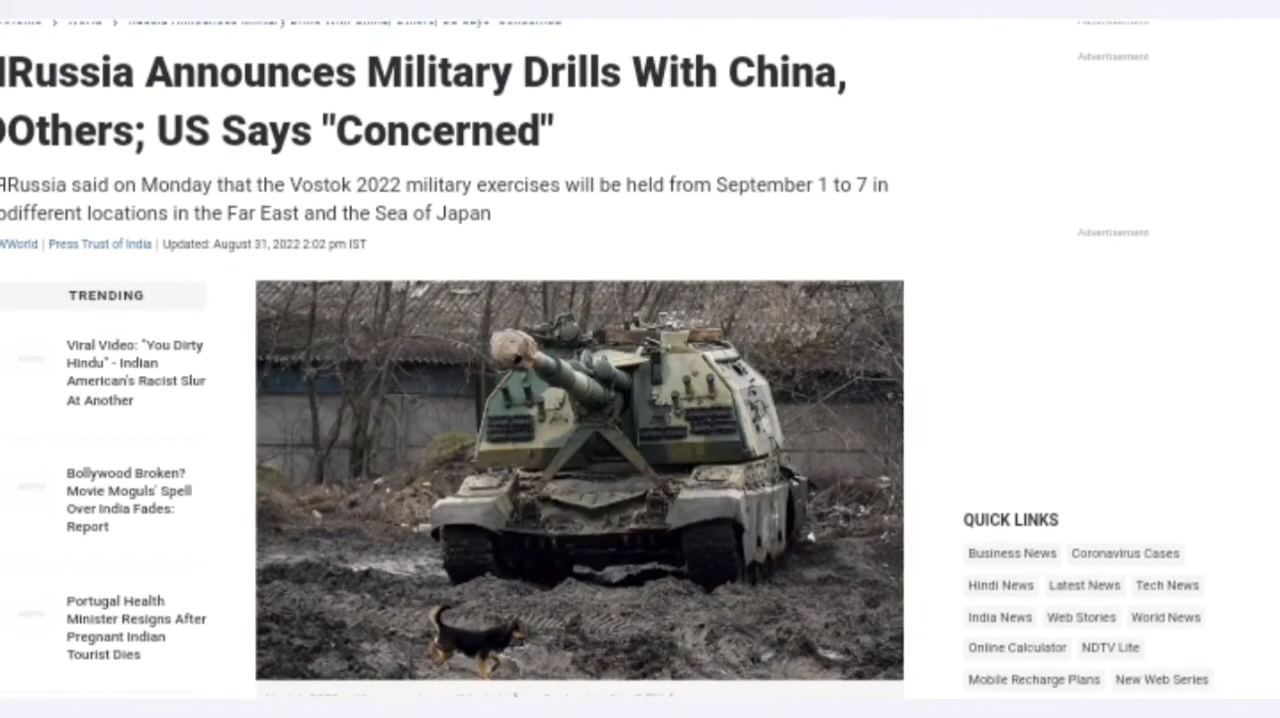 Advertisement
Russia Announces Military Drills With China,
Others; US Says "Concerned"
Russia said on Monday that the Vostok 2022 military exercises will be held from September 1 to 7 in
different locations in the Far East and the Sea of Japan
World | Press Trust of India | Updated: August 31, 2022 2:02 pm IST
Advertisement
TRENDING
Viral Video: "You Dirty
Hindu" - Indian
American's Racist Slur
At Another
Bollywood Broken?
Movie Moguls' Spell
Over India Fades:
Report
Portugal Health
Minister Resigns After
Pregnant Indian
Tourist Dies
QUICK LINKS
Business News Coronavirus Cases
Hindi News Latest News Tech News
India News Web Stories World News
Online Calculator NDTV Lite
Mobile Recharge Plans New Web Series